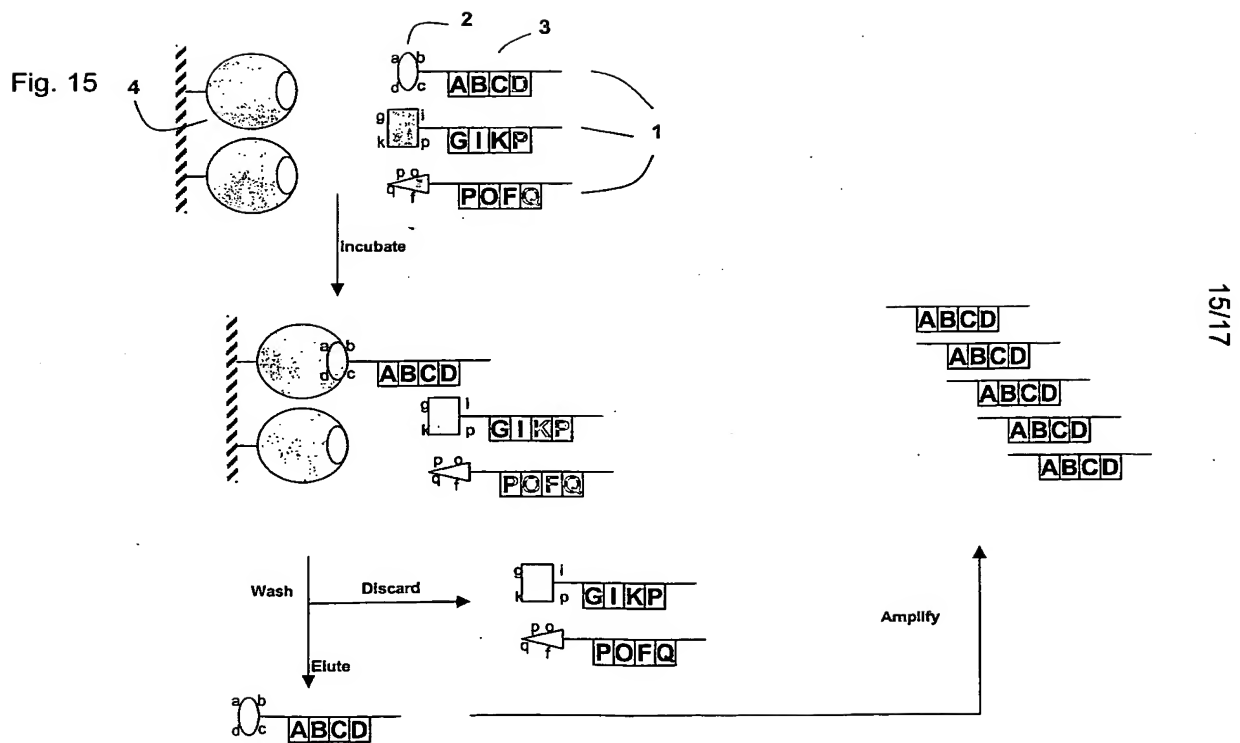 Fig. 15
4
2
3
1
a b
d c
ABCD
g i
k p
GIKP
p o
q f
POFQ
Incubate
a b
d c
ABCD
g i
k p
GIKP
p o
q f
POFQ
ABCD
ABCD
ABCD
ABCD
ABCD
15/17
Wash
Discard
g i
k p
GIKP
p o
q f
POFQ
Amplify
Elute
a b
d c
ABCD